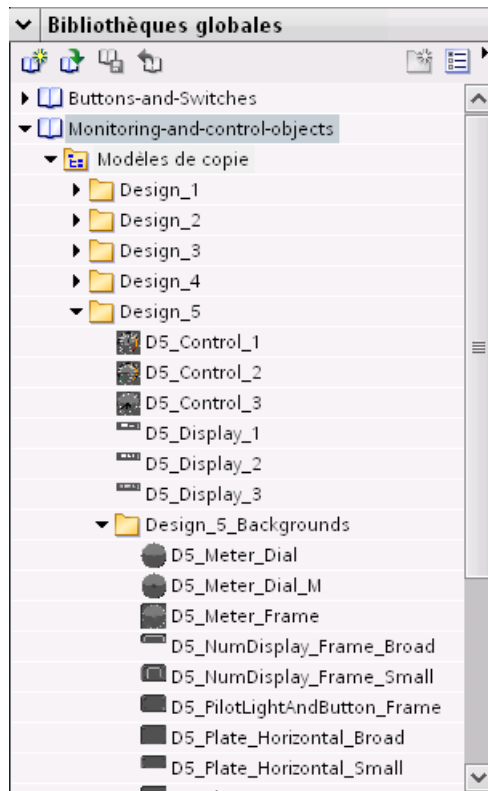 Bibliothèques globales
Buttons-and-Switches
Monitoring-and-control-objects
Modèles de copie
Design_1
Design_2
Design_3
Design_4
Design_5
D5_Control_1
D5_Control_2
D5_Control_3
D5_Display_1
D5_Display_2
D5_Display_3
Design_5_Backgrounds
D5_Meter_Dial
D5_Meter_Dial_M
D5_Meter_Frame
D5_NumDisplay_Frame_Broad
D5_NumDisplay_Frame_Small
D5_PilotLightAndButton_Frame
D5_Plate_Horizontal_Broad
D5_Plate_Horizontal_Small